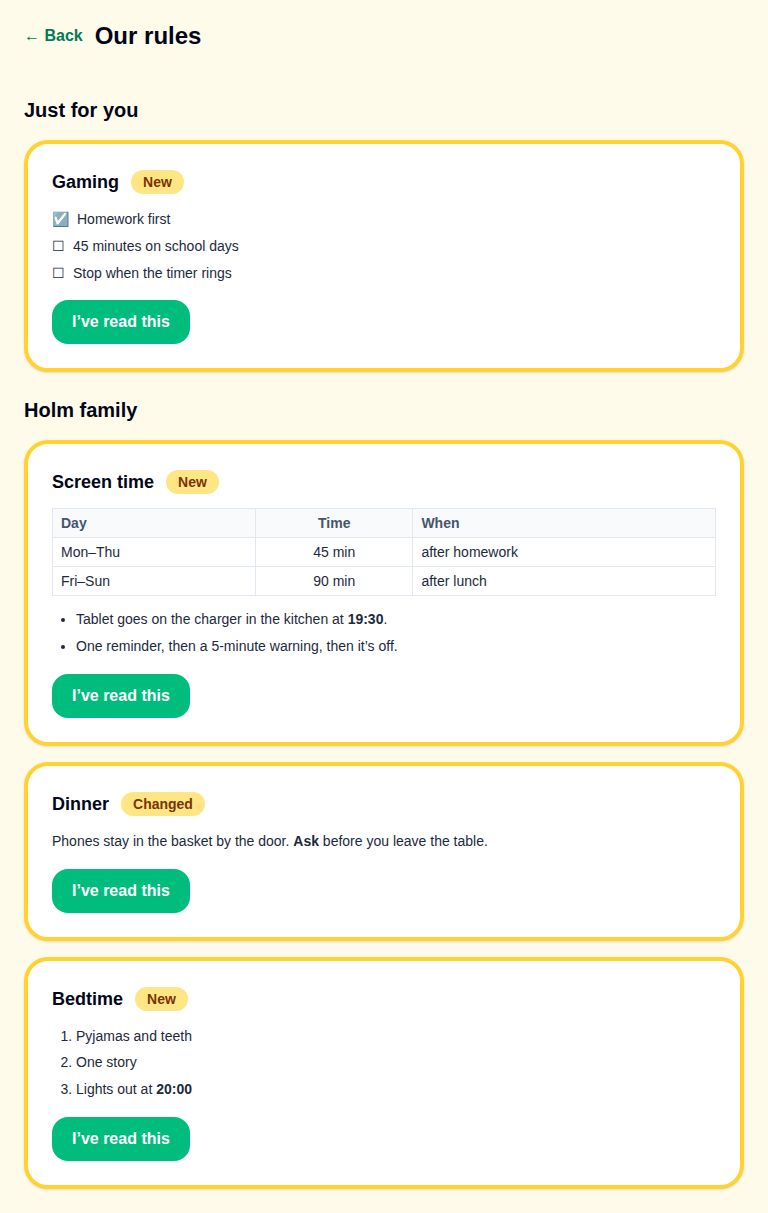 ← Back Our rules
Just for you
Gaming New
☑ Homework first
☐ 45 minutes on school days
☐ Stop when the timer rings
I’ve read this
Holm family
Screen time New
Day Time When
Mon–Thu 45 min after homework
Fri–Sun 90 min after lunch
• Tablet goes on the charger in the kitchen at 19:30.
• One reminder, then a 5-minute warning, then it’s off.
I’ve read this
Dinner Changed
Phones stay in the basket by the door. Ask before you leave the table.
I’ve read this
Bedtime New
1. Pyjamas and teeth
2. One story
3. Lights out at 20:00
I’ve read this